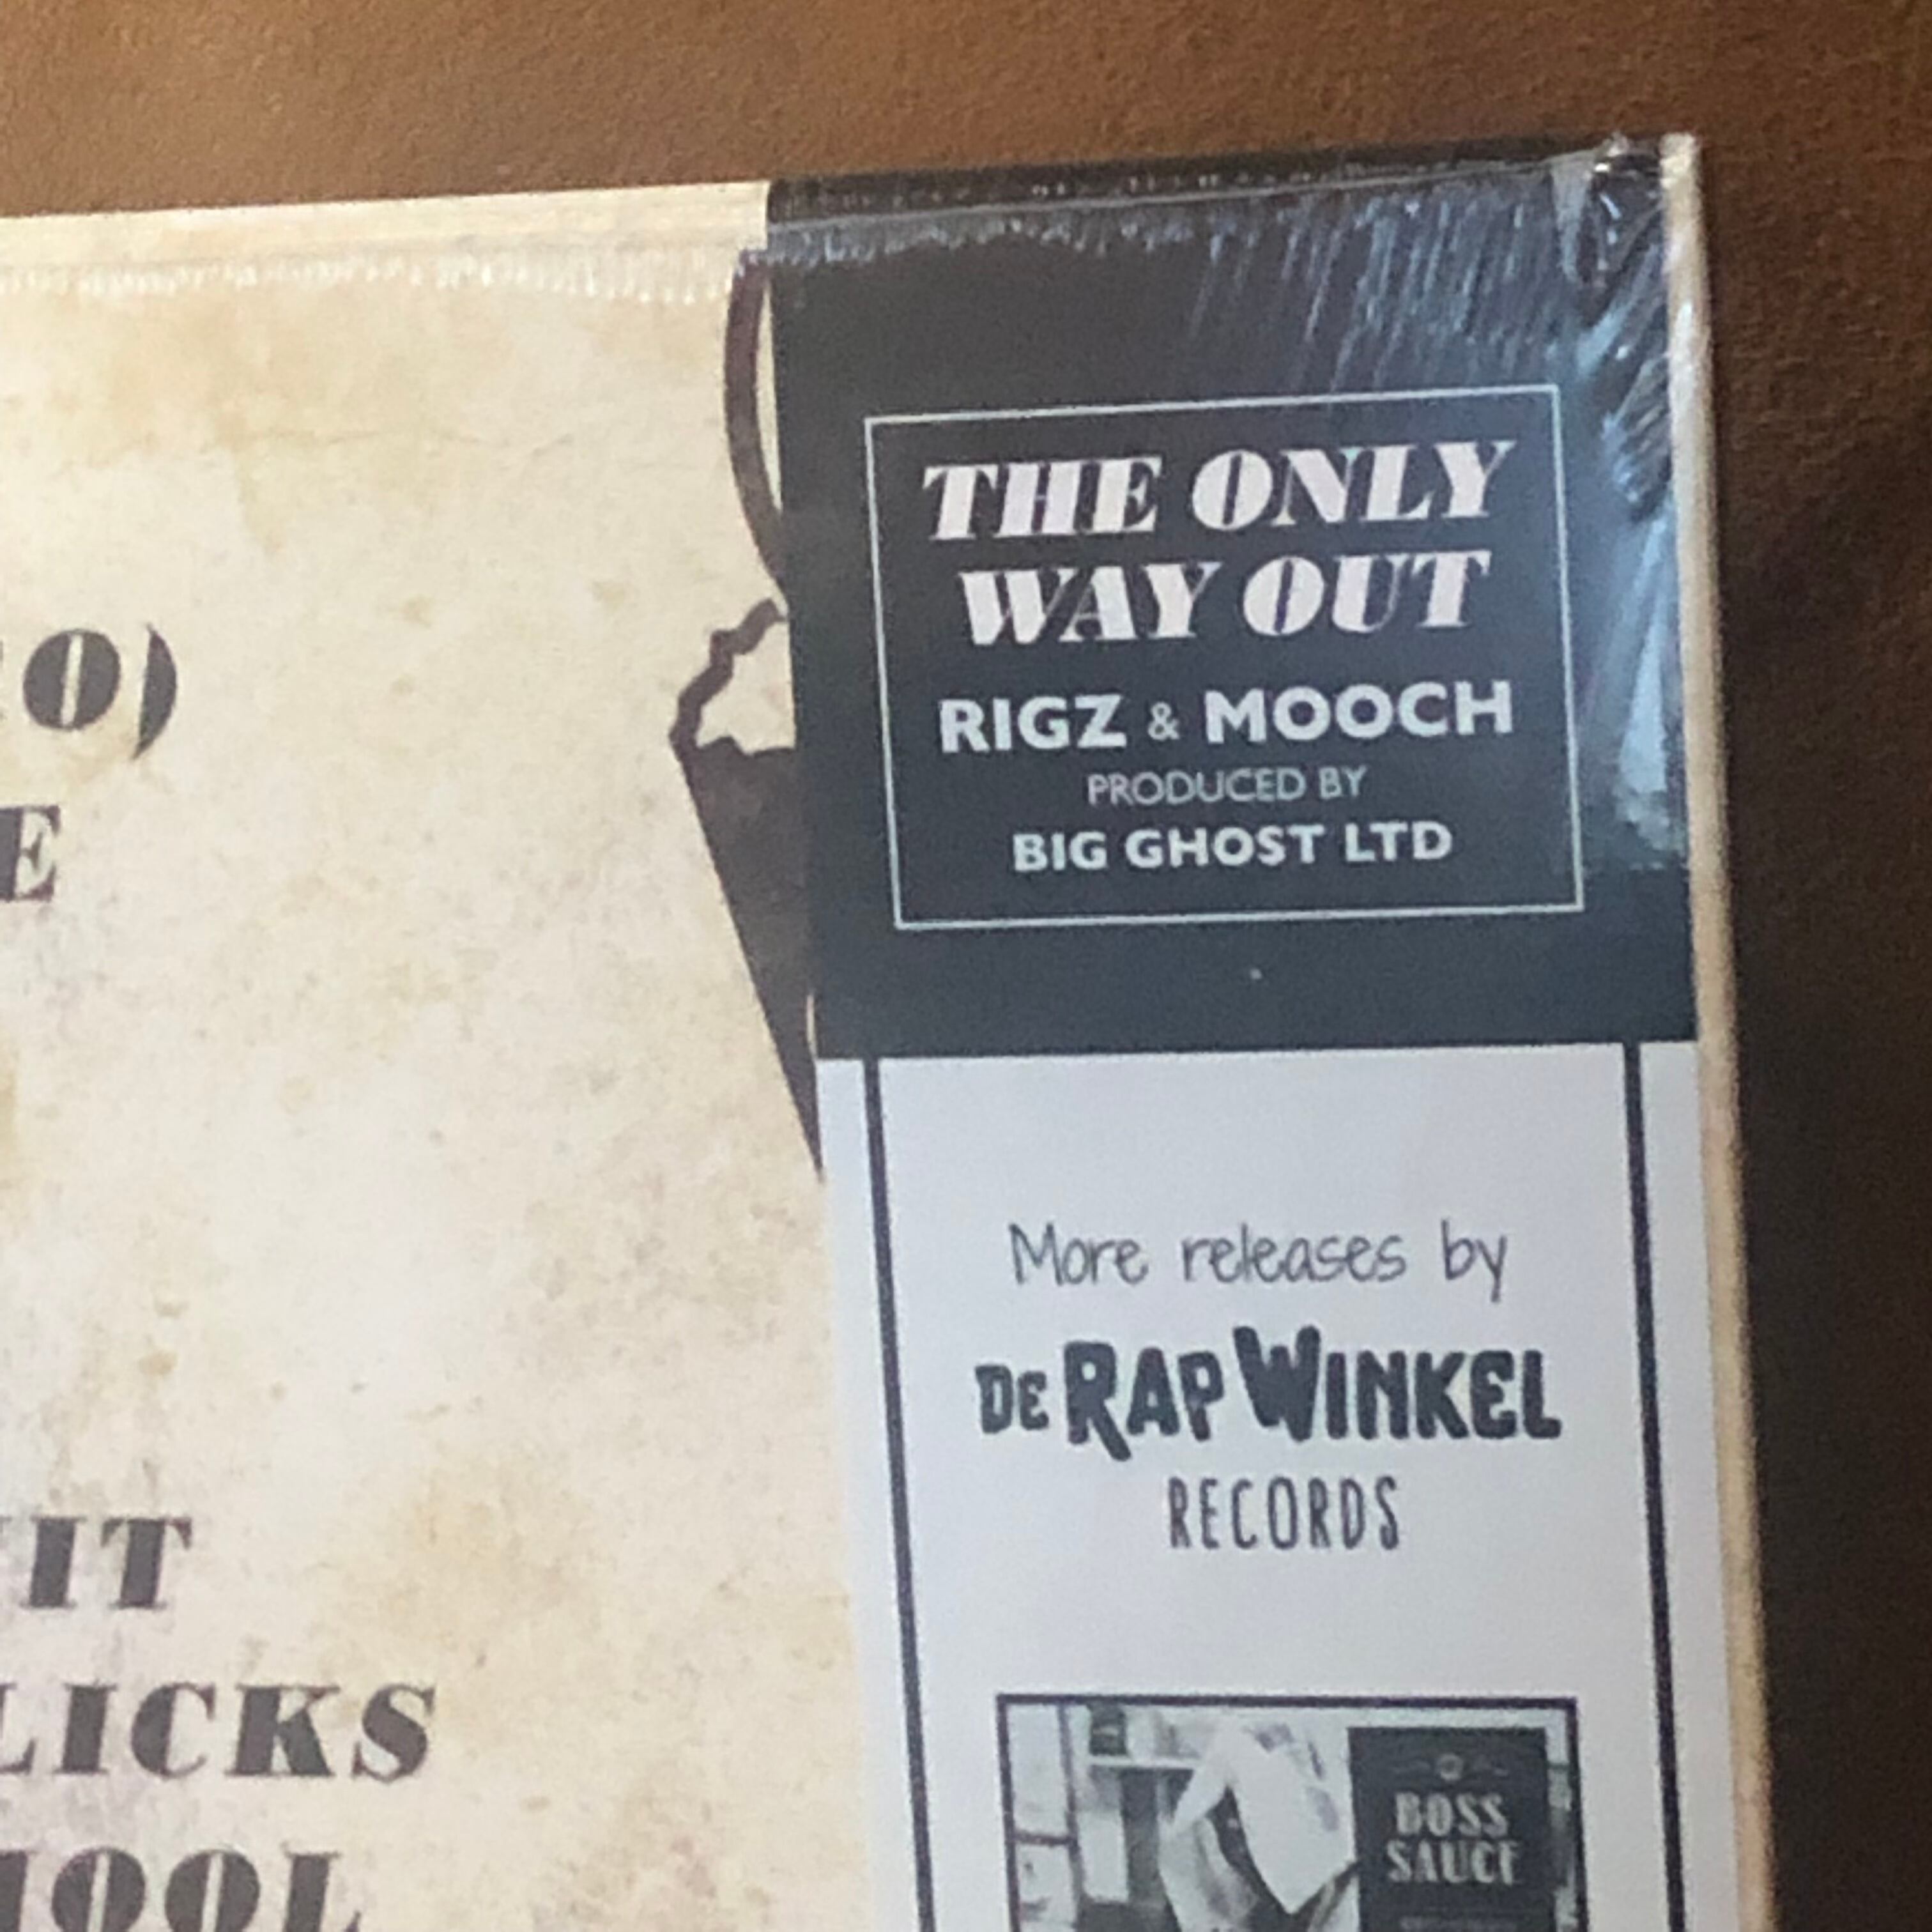 O)
E
IT
LICKS
HOOL
THE ONLY
WAY OUT
RIGZ & MOOCH
PRODUCED BY
BIG GHOST LTD
More releases by
DE RAP WINKEL
RECORDS
BOSS
SAUCE